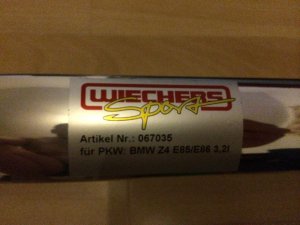 WIECHERS
Sport
Artikel Nr.: 067035
für PKW: BMW Z4 E85/E86 3,2l